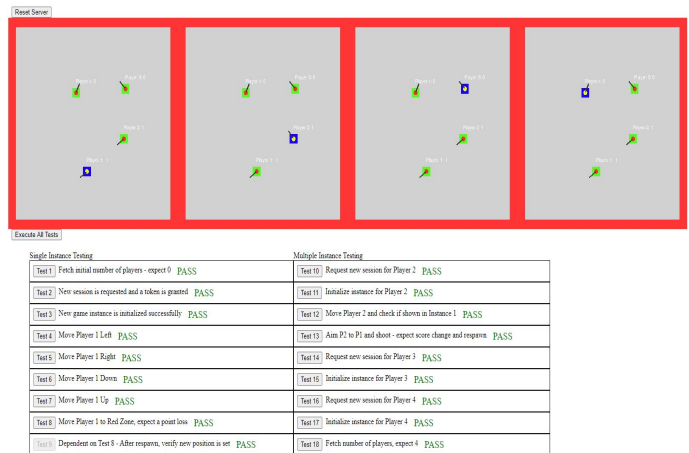 Reset Server
Execute All Tests
Single Instance Testing
Test 1 Fetch initial number of players - expect 0 PASS
Test 2 New session is requested and a token is granted PASS
Test 3 New game instance is initialized successfully PASS
Test 4 Move Player 1 Left PASS
Test 5 Move Player 1 Right PASS
Test 6 Move Player 1 Down PASS
Test 7 Move Player 1 Up PASS
Test 8 Move Player 1 to Red Zone, expect a point loss PASS
Test 9 Dependent on Test 8 - After respawn, verify new position is set PASS
Multiple Instance Testing
Test 10 Request new session for Player 2 PASS
Test 11 Initialize instance for Player 2 PASS
Test 12 Move Player 2 and check if shown in Instance 1 PASS
Test 13 Aim P2 to P1 and shoot - expect score change and respawn PASS
Test 14 Request new session for Player 3 PASS
Test 15 Initialize instance for Player 3 PASS
Test 16 Request new session for Player 4 PASS
Test 17 Initialize instance for Player 4 PASS
Test 18 Fetch number of players, expect 4 PASS